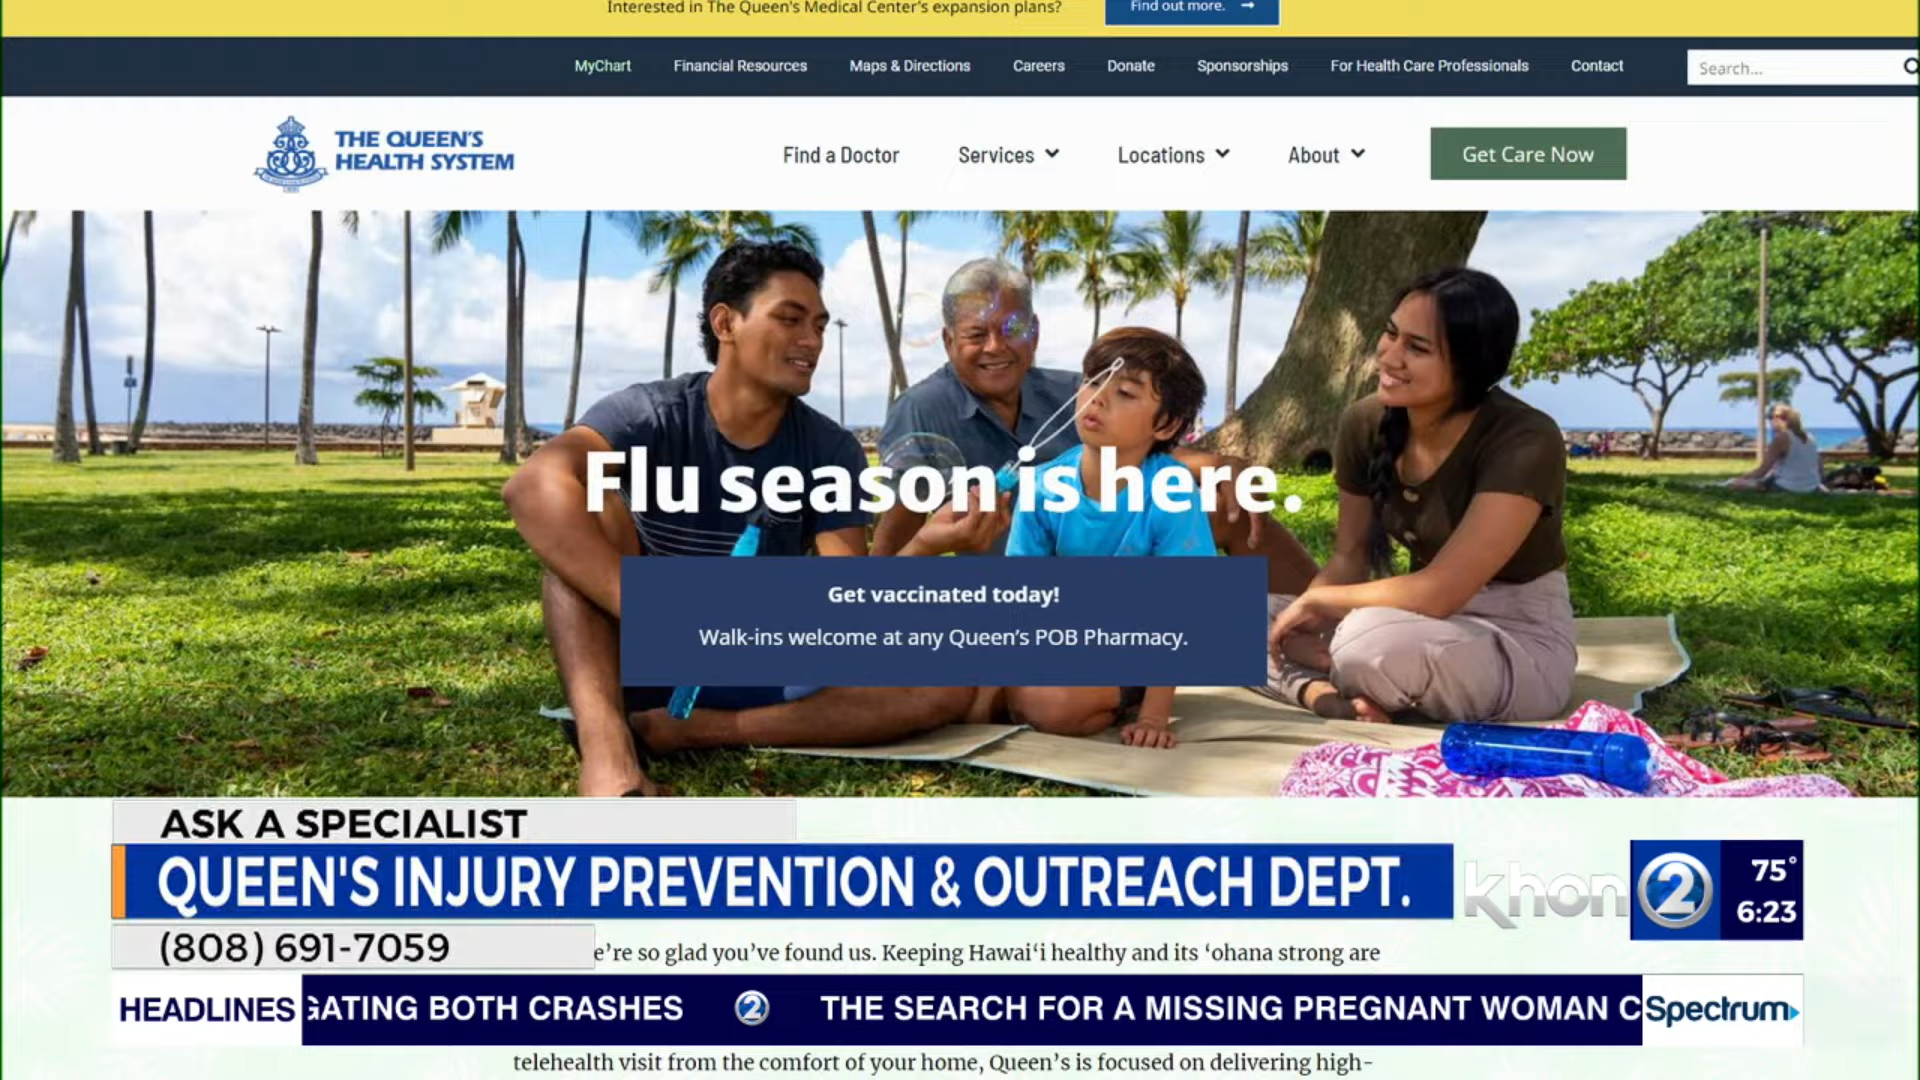 Interested in The Queen's Medical Center's expansion plans?
Find out more. →
MyChart
Financial Resources
Maps & Directions
Careers
Donate
Sponsorships
For Health Care Professionals
Contact
Search...
THE QUEEN'S
HEALTH SYSTEM
Find a Doctor
Services
Locations
About
Get Care Now
Flu season is here.
Get vaccinated today!
Walk-ins welcome at any Queen's POB Pharmacy.
ASK A SPECIALIST
QUEEN'S INJURY PREVENTION & OUTREACH DEPT.
khon 2
75°
6:23
(808) 691-7059
e're so glad you've found us. Keeping Hawai‘i healthy and its ‘ohana strong are
HEADLINES
GATING BOTH CRASHES 2 THE SEARCH FOR A MISSING PREGNANT WOMAN C
Spectrum
telehealth visit from the comfort of your home, Queen's is focused on delivering high-